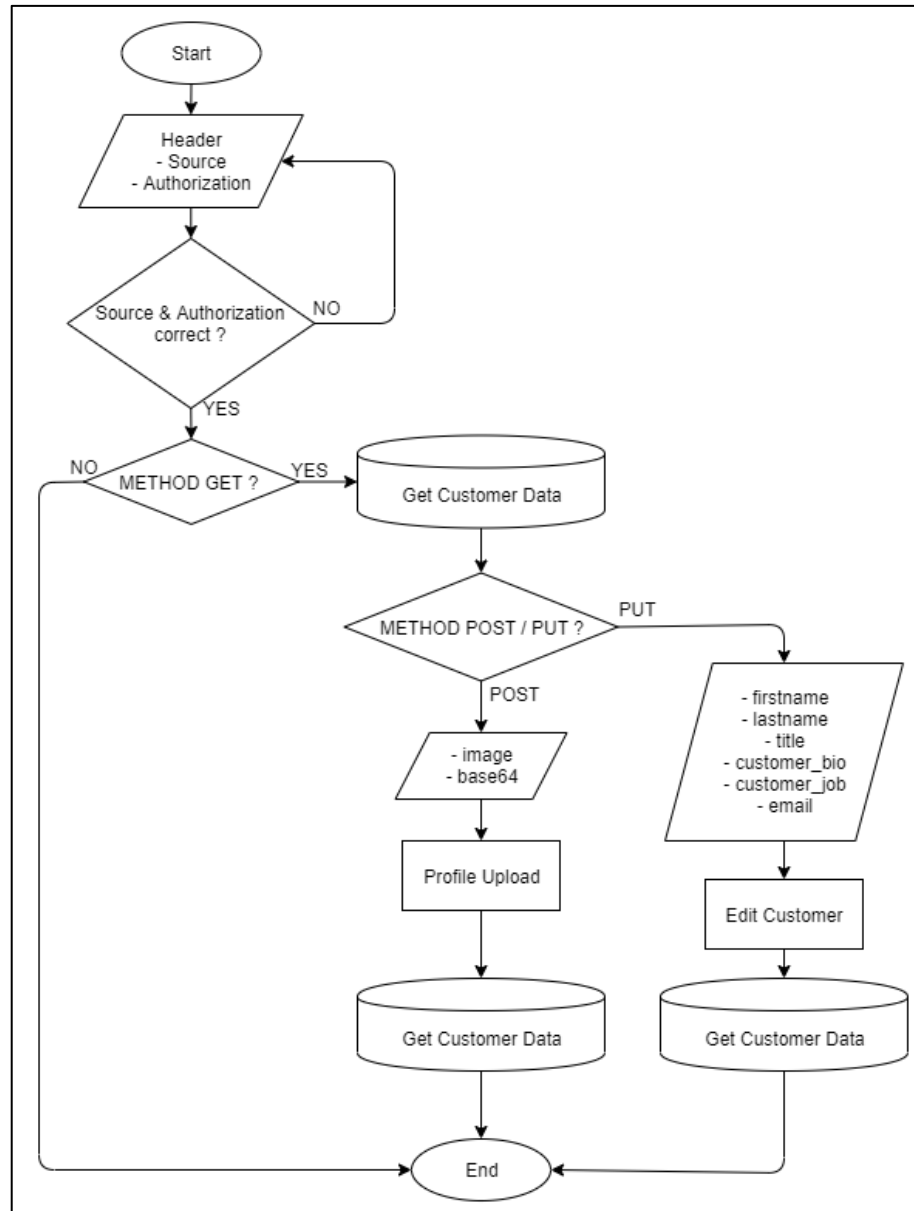 Start
Header
- Source
- Authorization
Source & Authorization
correct ?
NO
YES
NO
METHOD GET ?
YES
Get Customer Data
METHOD POST / PUT ?
PUT
POST
- image
- base64
- firstname
- lastname
- title
- customer_bio
- customer_job
- email
Profile Upload
Edit Customer
Get Customer Data
Get Customer Data
End